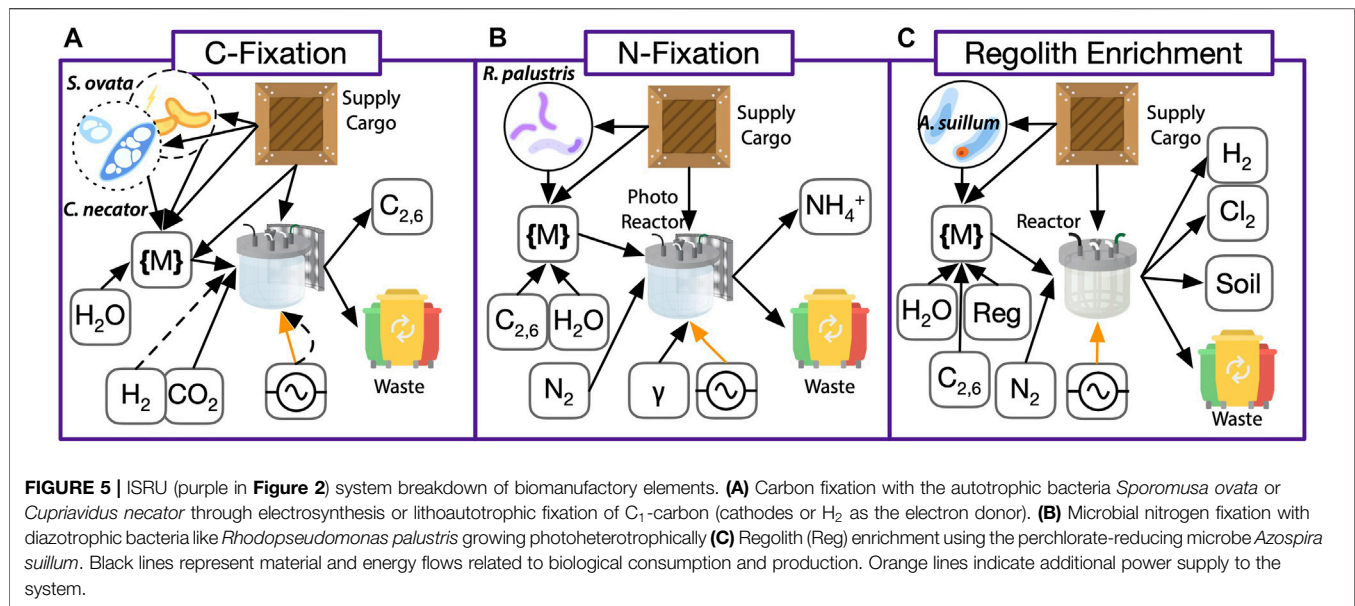 A
C-Fixation
S. ovata
Supply
Cargo
C. necator
{M}
H₂O
H₂
CO₂
C₂,₆
Waste
B
N-Fixation
R. palustris
Supply
Cargo
Photo
Reactor
{M}
C₂,₆
H₂O
N₂
γ
NH₄⁺
Waste
C
Regolith Enrichment
A. suillum
Supply
Cargo
Reactor
{M}
H₂O
Reg
C₂,₆
N₂
H₂
Cl₂
Soil
Waste
FIGURE 5 | ISRU (purple in Figure 2) system breakdown of biomanufactory elements. (A) Carbon fixation with the autotrophic bacteria Sporomusa ovata or
Cupriavidus necator through electrosynthesis or lithoautotrophic fixation of C₁-carbon (cathodes or H₂ as the electron donor). (B) Microbial nitrogen fixation with
diazotrophic bacteria like Rhodopseudomonas palustris growing photoheterotrophically (C) Regolith (Reg) enrichment using the perchlorate-reducing microbe Azospira
suillum. Black lines represent material and energy flows related to biological consumption and production. Orange lines indicate additional power supply to the
system.